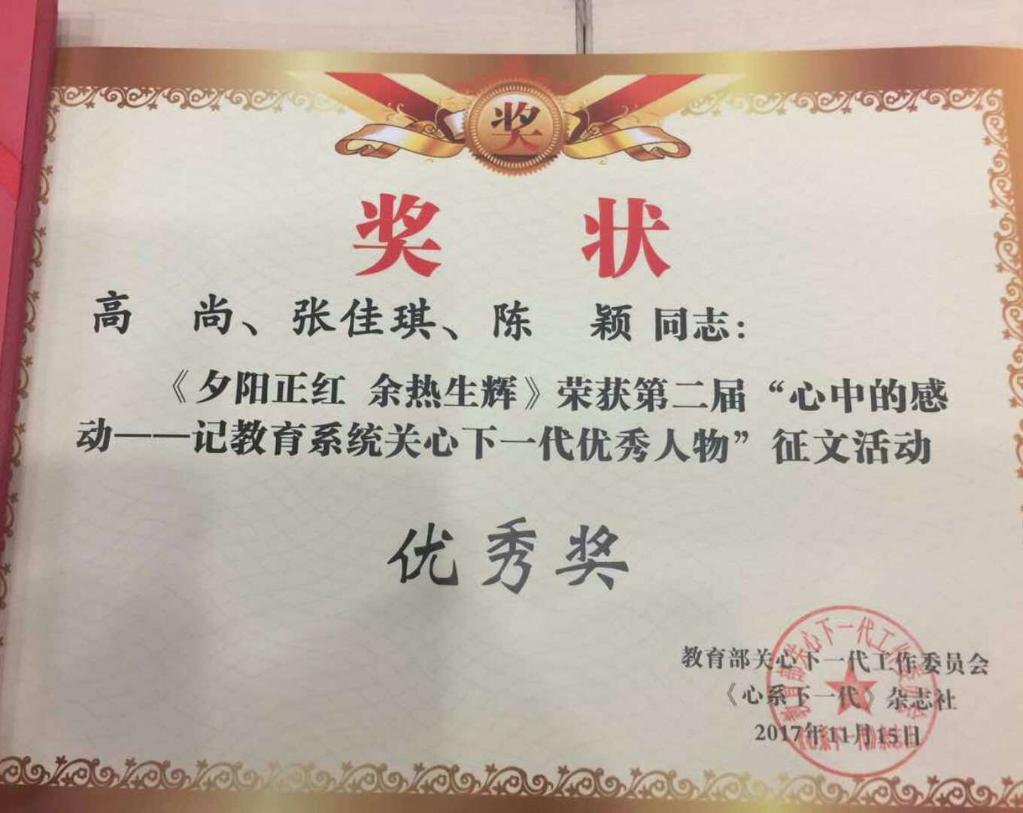 奖
奖 状
高 尚、张佳琪、陈 颖 同志：
《夕阳正红 余热生辉》荣获第二届“心中的感
动——记教育系统关心下一代优秀人物”征文活动
优秀奖
教育部关心下一代工作委员会
《心系下一代》杂志社
2017年11月15日